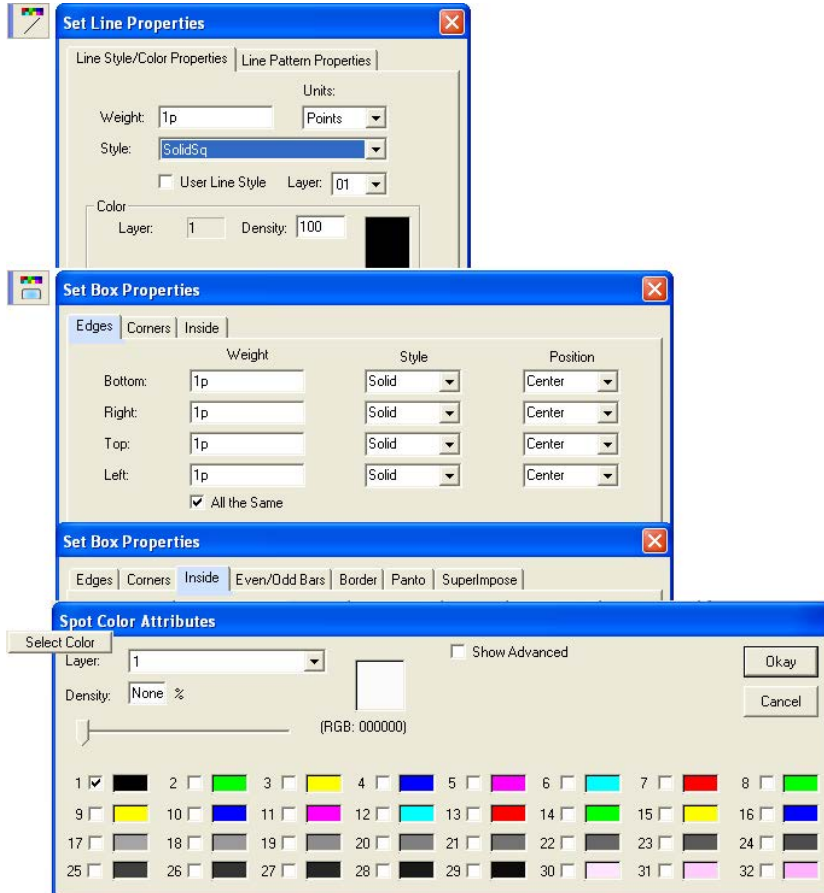 Set Line Properties
Line Style/Color Properties Line Pattern Properties
Units:
Weight: 1p Points
Style: SolidSq
User Line Style Layer: 01
Color
Layer: 1 Density: 100
Set Box Properties
Edges Corners Inside
Weight Style Position
Bottom: 1p Solid Center
Right: 1p Solid Center
Top: 1p Solid Center
Left: 1p Solid Center
All the Same
Set Box Properties
Edges Corners Inside Even/Odd Bars Border Panto SuperImpose
Spot Color Attributes
Select Color
Layer: 1 Show Advanced Okay
Density: None % Cancel
(RGB: 000000)
1 2 3 4 5 6 7 8
9 10 11 12 13 14 15 16
17 18 19 20 21 22 23 24
25 26 27 28 29 30 31 32